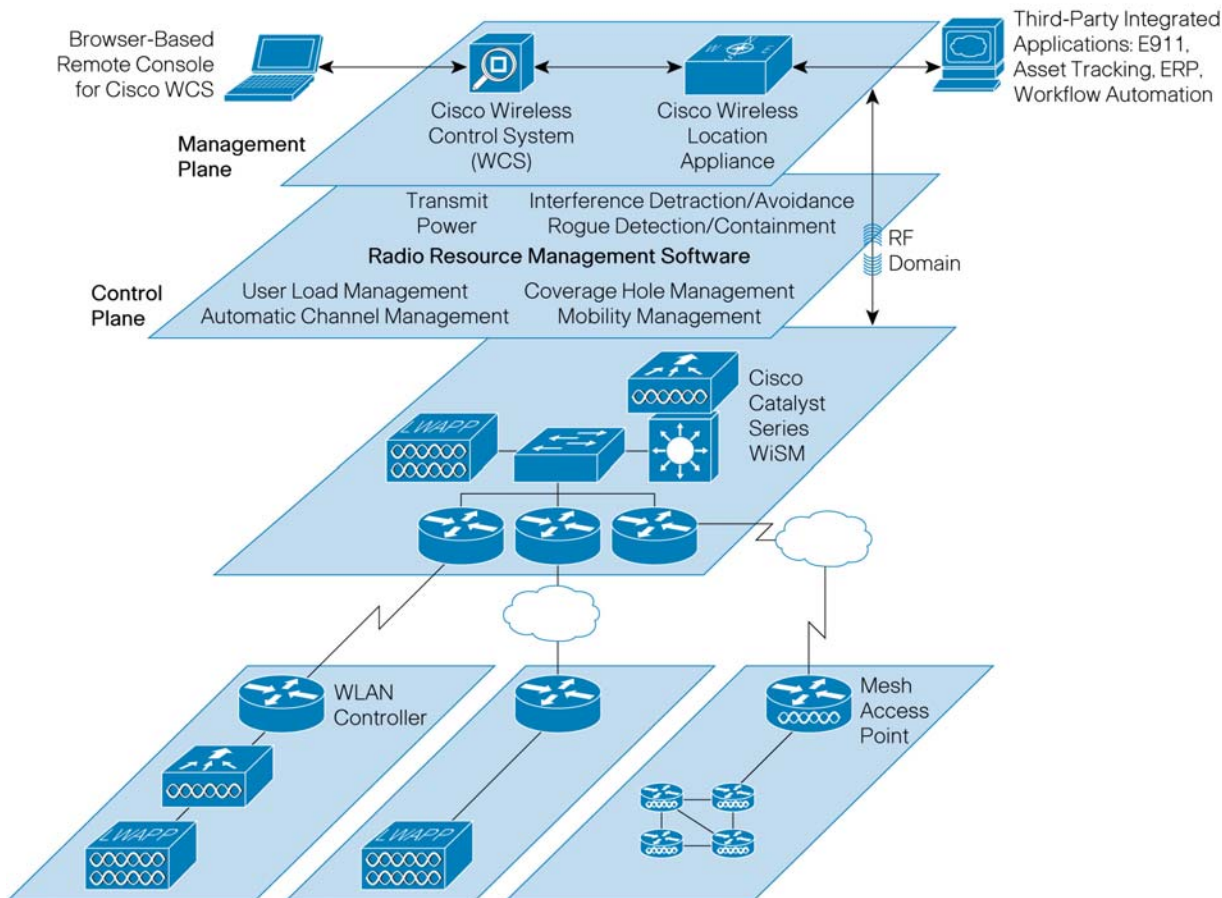 Browser-Based
Remote Console
for Cisco WCS
Cisco Wireless
Control System
(WCS)
W
N
E
Cisco Wireless
Location
Appliance
Third-Party Integrated
Applications: E911,
Asset Tracking, ERP,
Workflow Automation
Management
Plane
Transmit
Power
Interference Detraction/Avoidance
Rogue Detection/Containment
Radio Resource Management Software
RF
Domain
Control
Plane
User Load Management
Automatic Channel Management
Coverage Hole Management
Mobility Management
Cisco
Catalyst
Series
WiSM
LWAPP
WLAN
Controller
Mesh
Access
Point
LWAPP
LWAPP